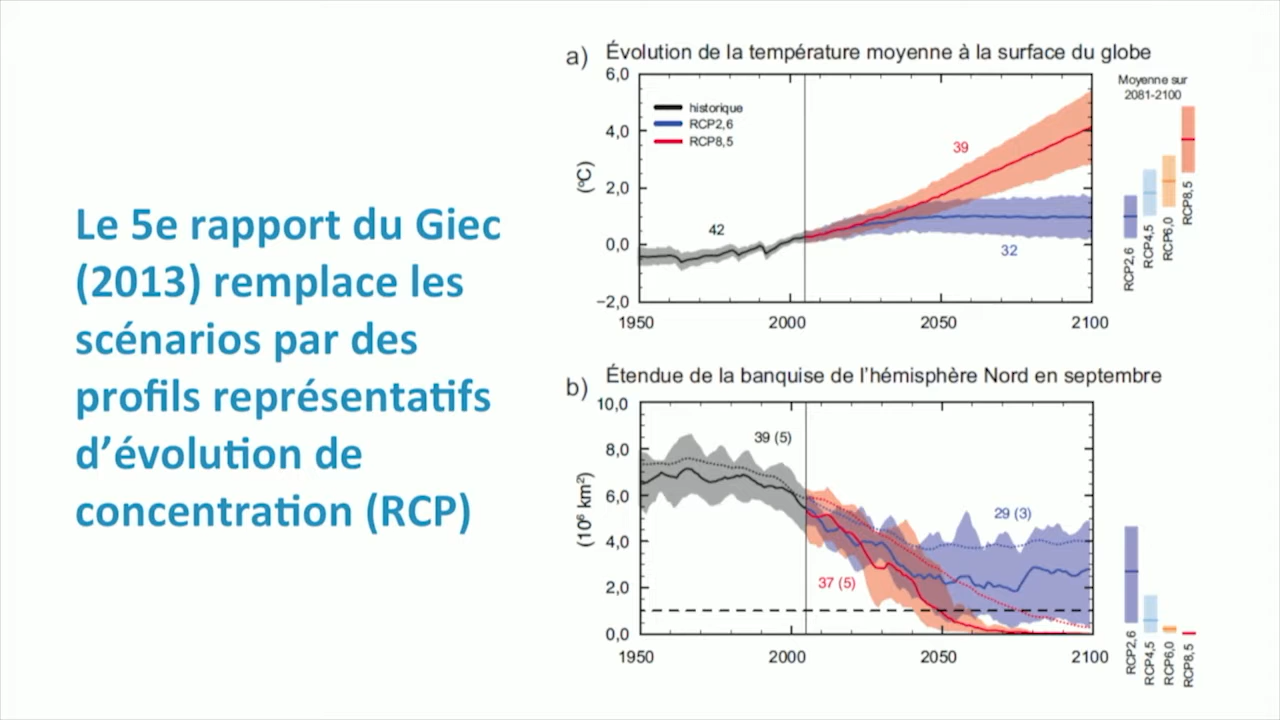 Le 5e rapport du Giec
(2013) remplace les
scénarios par des
profils représentatifs
d’évolution de
concentration (RCP)
a) Évolution de la température moyenne à la surface du globe
Moyenne sur
2081-2100
6,0
4,0
2,0
0,0
−2,0
(°C)
historique
RCP2,6
RCP8,5
42
39
32
1950
2000
2050
2100
RCP2,6
RCP4,5
RCP6,0
RCP8,5
b) Étendue de la banquise de l’hémisphère Nord en septembre
10,0
8,0
6,0
4,0
2,0
0,0
(10⁶ km²)
39 (5)
29 (3)
37 (5)
1950
2000
2050
2100
RCP2,6
RCP4,5
RCP6,0
RCP8,5